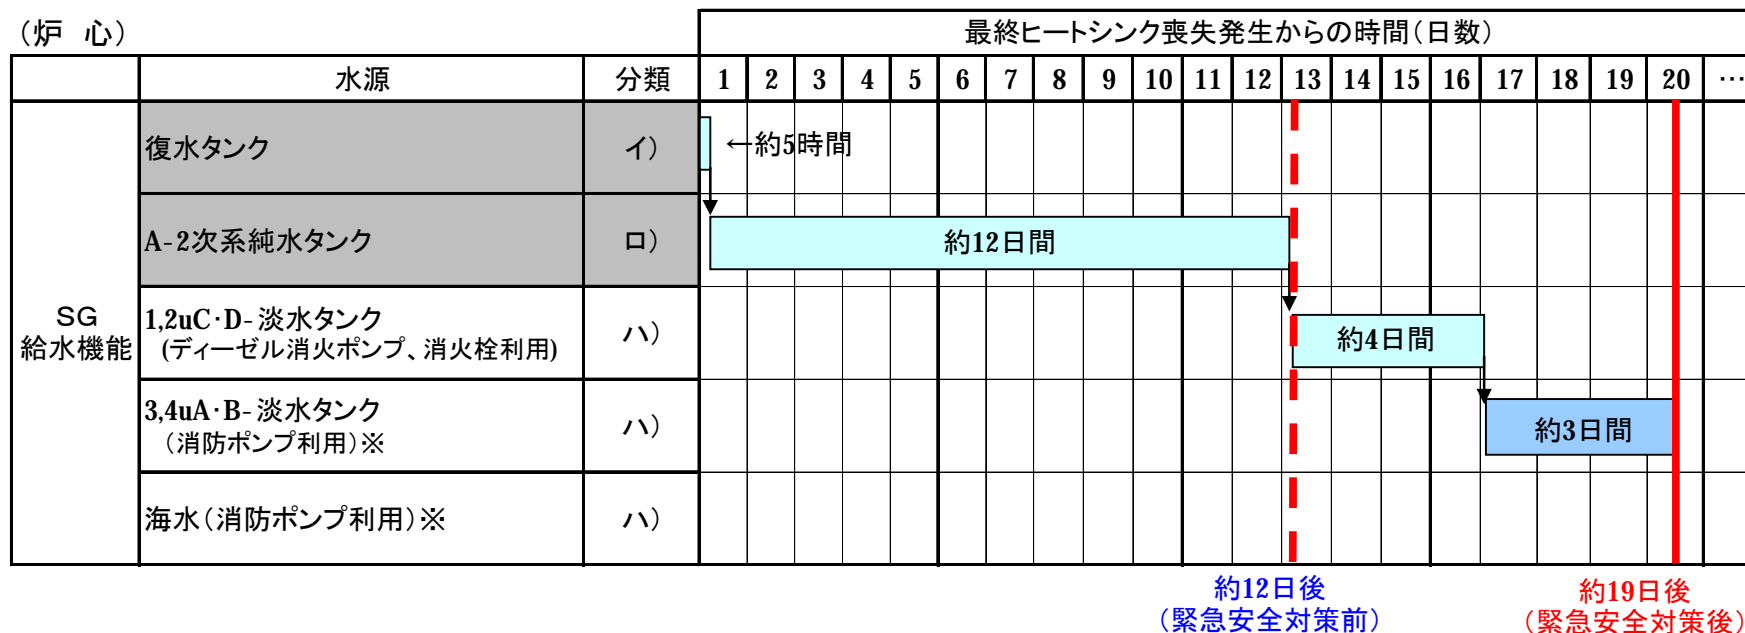 (炉 心)
最終ヒートシンク喪失発生からの時間(日数)
水源 分類 1 2 3 4 5 6 7 8 9 10 11 12 13 14 15 16 17 18 19 20 …
SG
給水機能
復水タンク イ) ←約5時間
A-2次系純水タンク ロ) 約12日間
1,2uC・D-淡水タンク
(ディーゼル消火ポンプ、消火栓利用) ハ) 約4日間
3,4uA・B-淡水タンク
(消防ポンプ利用)※ ハ) 約3日間
海水(消防ポンプ利用)※ ハ)
約12日後
(緊急安全対策前)
約19日後
(緊急安全対策後)